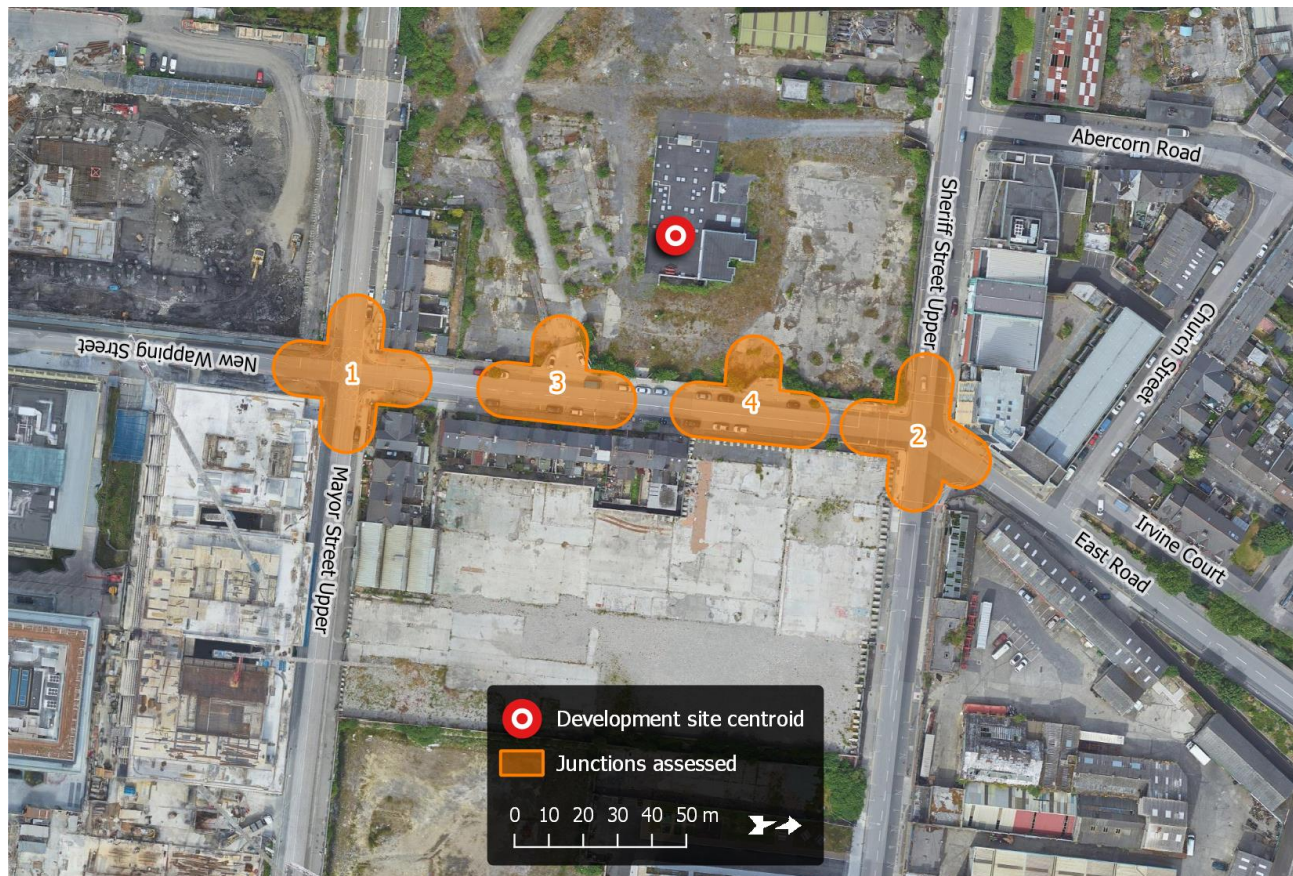 Abercorn Road
Sheriff Street Upper
Church Street
New Wapping Street
1
3
4
2
Mayor Street Upper
Irvine Court
East Road
Development site centroid
Junctions assessed
0 10 20 30 40 50 m